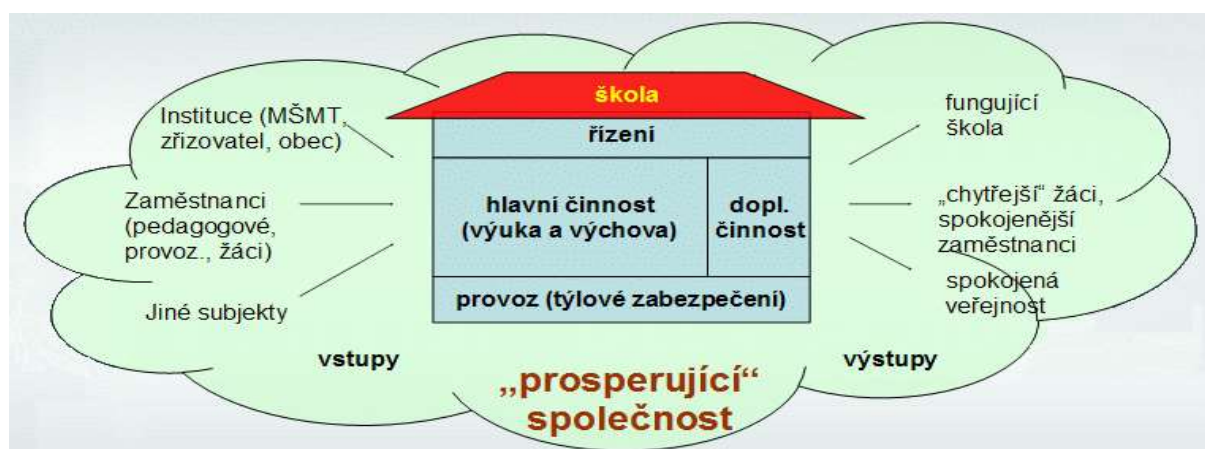 Instituce (MŠMT,
zřizovatel, obec)
Zaměstnanci
(pedagogové,
provoz., žáci)
Jiné subjekty
vstupy
škola
řízení
hlavní činnost
(výuka a výchova)
dopl.
činnost
provoz (týlové zabezpečení)
„prosperující“
společnost
fungující
škola
„chytřejší“ žáci,
spokojenější
zaměstnanci
spokojená
veřejnost
výstupy